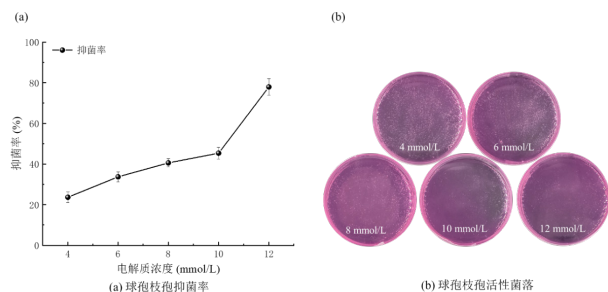 (a)
100
80
60
40
20
0
抑菌率 (%)
抑菌率
4
6
8
10
12
电解质浓度 (mmol/L)
(a) 球孢枝孢抑菌率
(b)
4 mmol/L
6 mmol/L
8 mmol/L
10 mmol/L
12 mmol/L
(b) 球孢枝孢活性菌落